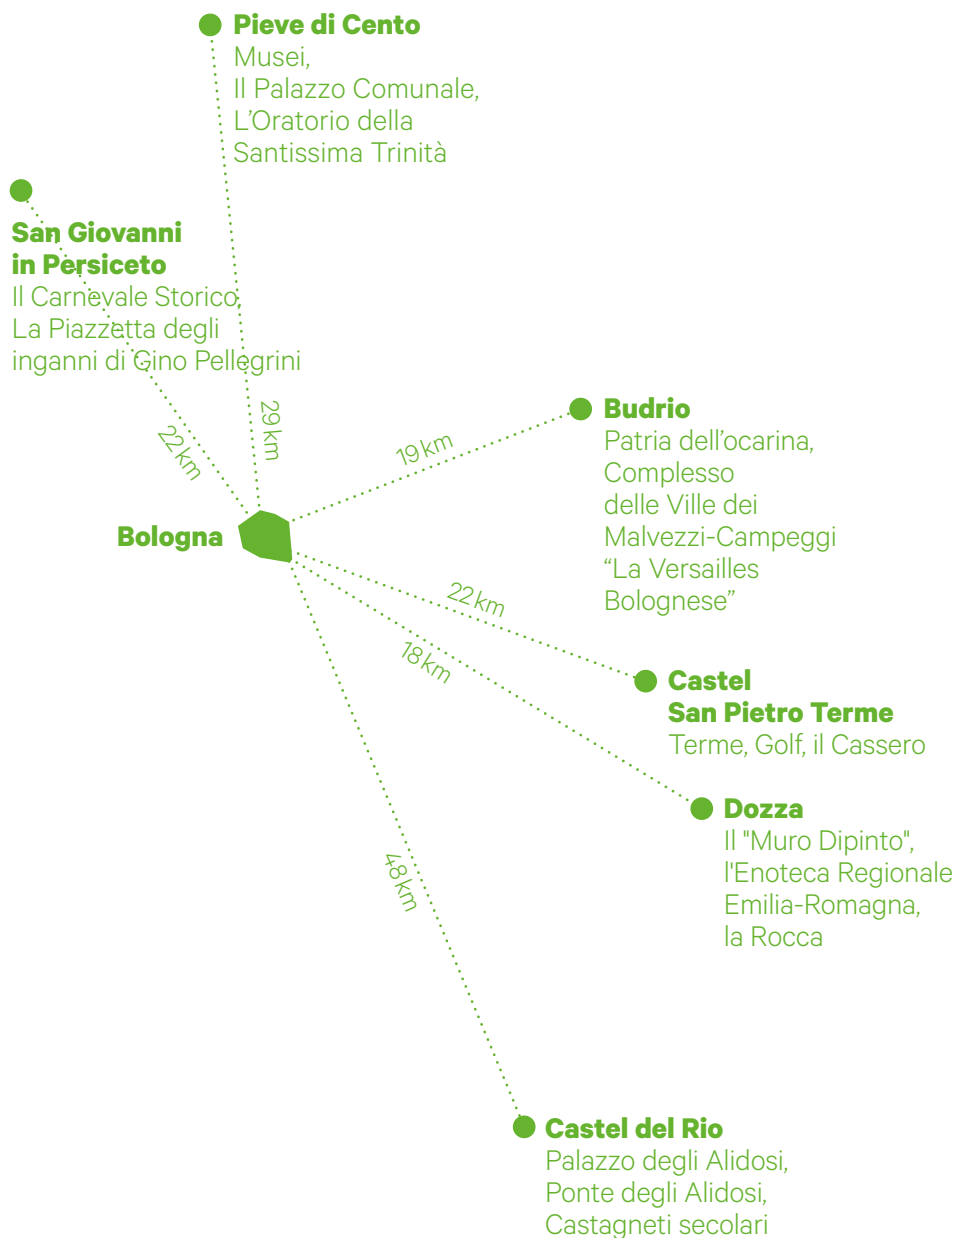 Pieve di Cento
Musei,
Il Palazzo Comunale,
L’Oratorio della
Santissima Trinità
San Giovanni
in Persiceto
Il Carnevale Storico,
La Piazzetta degli
inganni di Gino Pellegrini
29 km
22 km
19 km
Budrio
Patria dell’ocarina,
Complesso
delle Ville dei
Malvezzi-Campeggi
“La Versailles
Bolognese”
Bologna
22 km
18 km
Castel
San Pietro Terme
Terme, Golf, il Cassero
Dozza
Il "Muro Dipinto",
l'Enoteca Regionale
Emilia-Romagna,
la Rocca
48 km
Castel del Rio
Palazzo degli Alidosi,
Ponte degli Alidosi,
Castagneti secolari